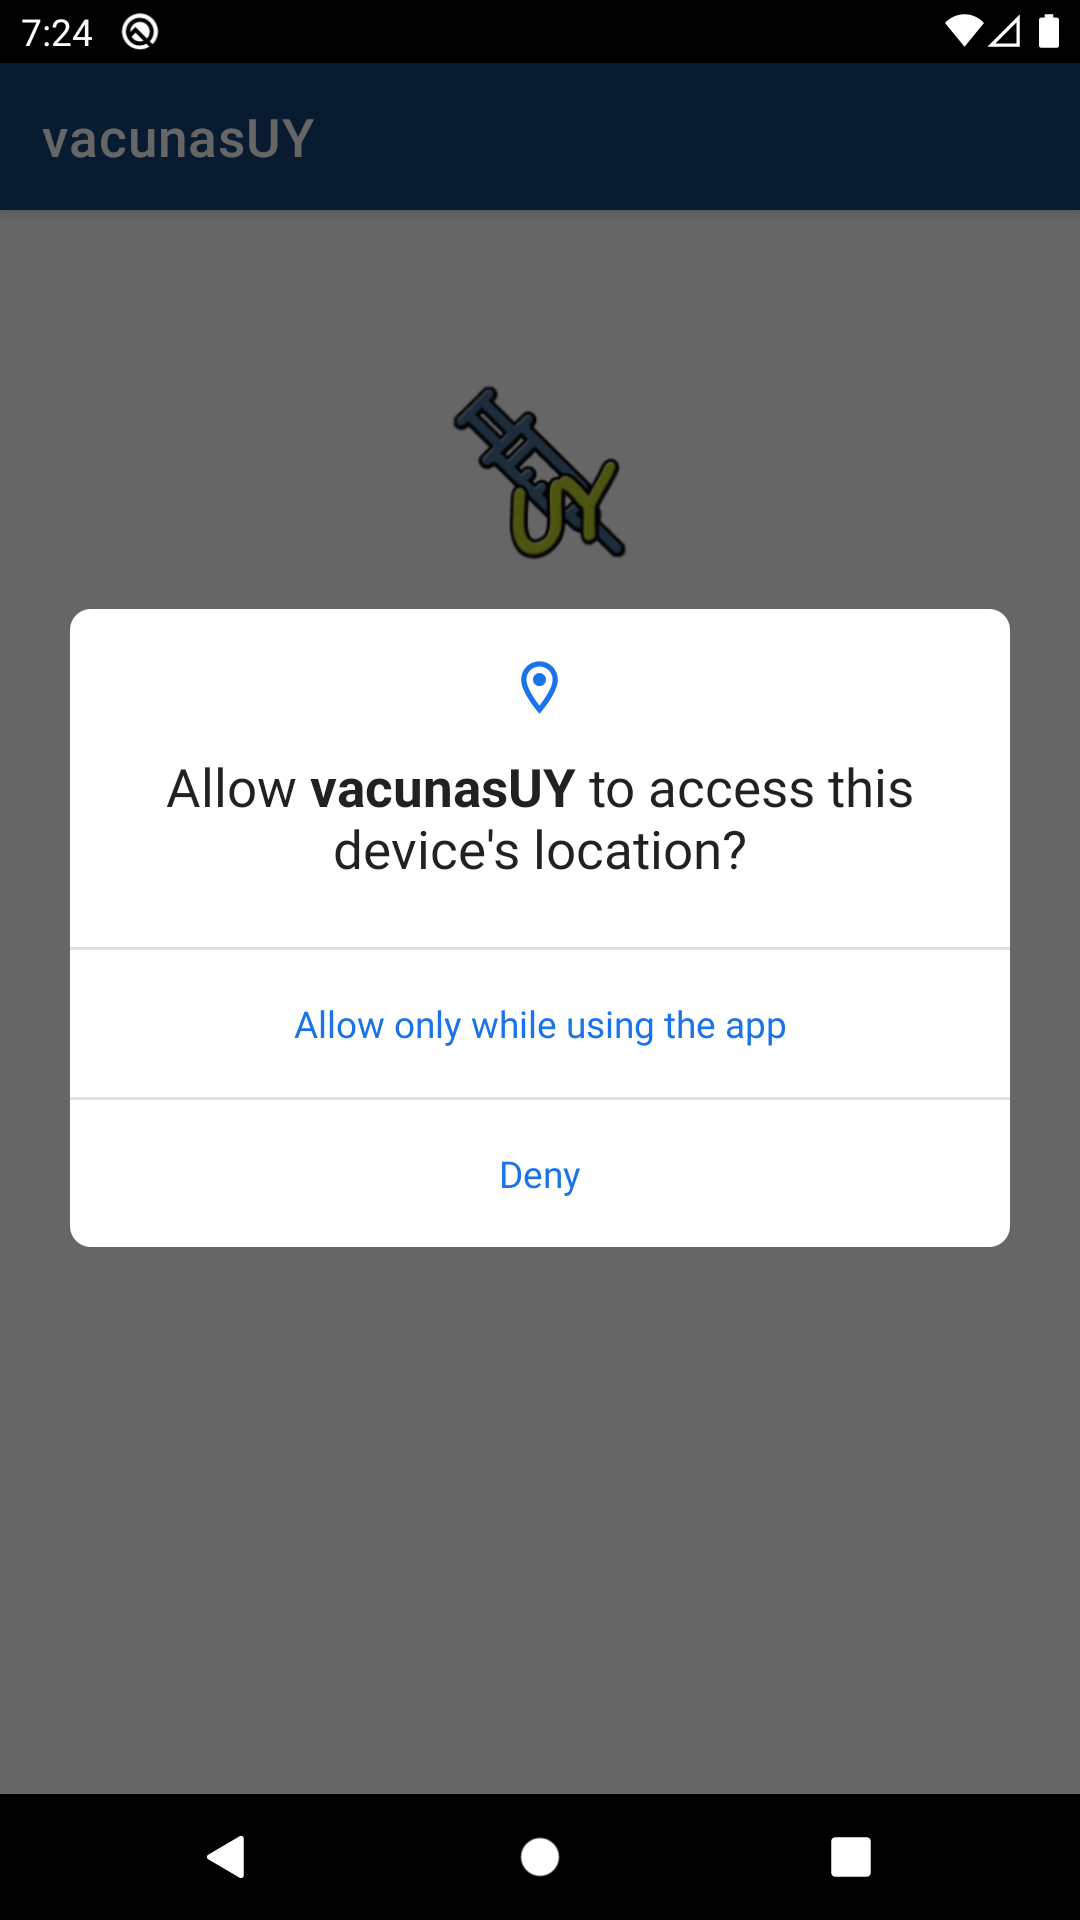 7:24
vacunasUY
UY
Allow vacunasUY to access this
device's location?
Allow only while using the app
Deny